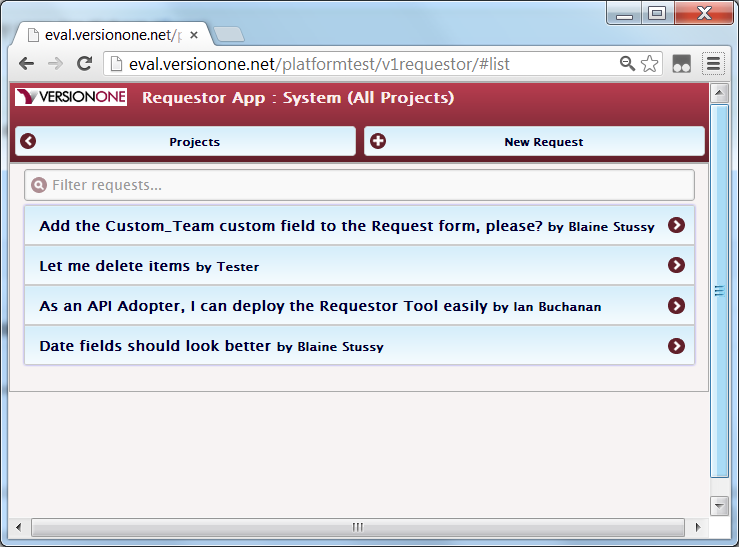 eval.versionone.net/p
eval.versionone.net/platformtest/v1requestor/#list
VERSIONONE Requestor App : System (All Projects)
Projects New Request
Filter requests...
Add the Custom_Team custom field to the Request form, please? by Blaine Stussy
Let me delete items by Tester
As an API Adopter, I can deploy the Requestor Tool easily by Ian Buchanan
Date fields should look better by Blaine Stussy